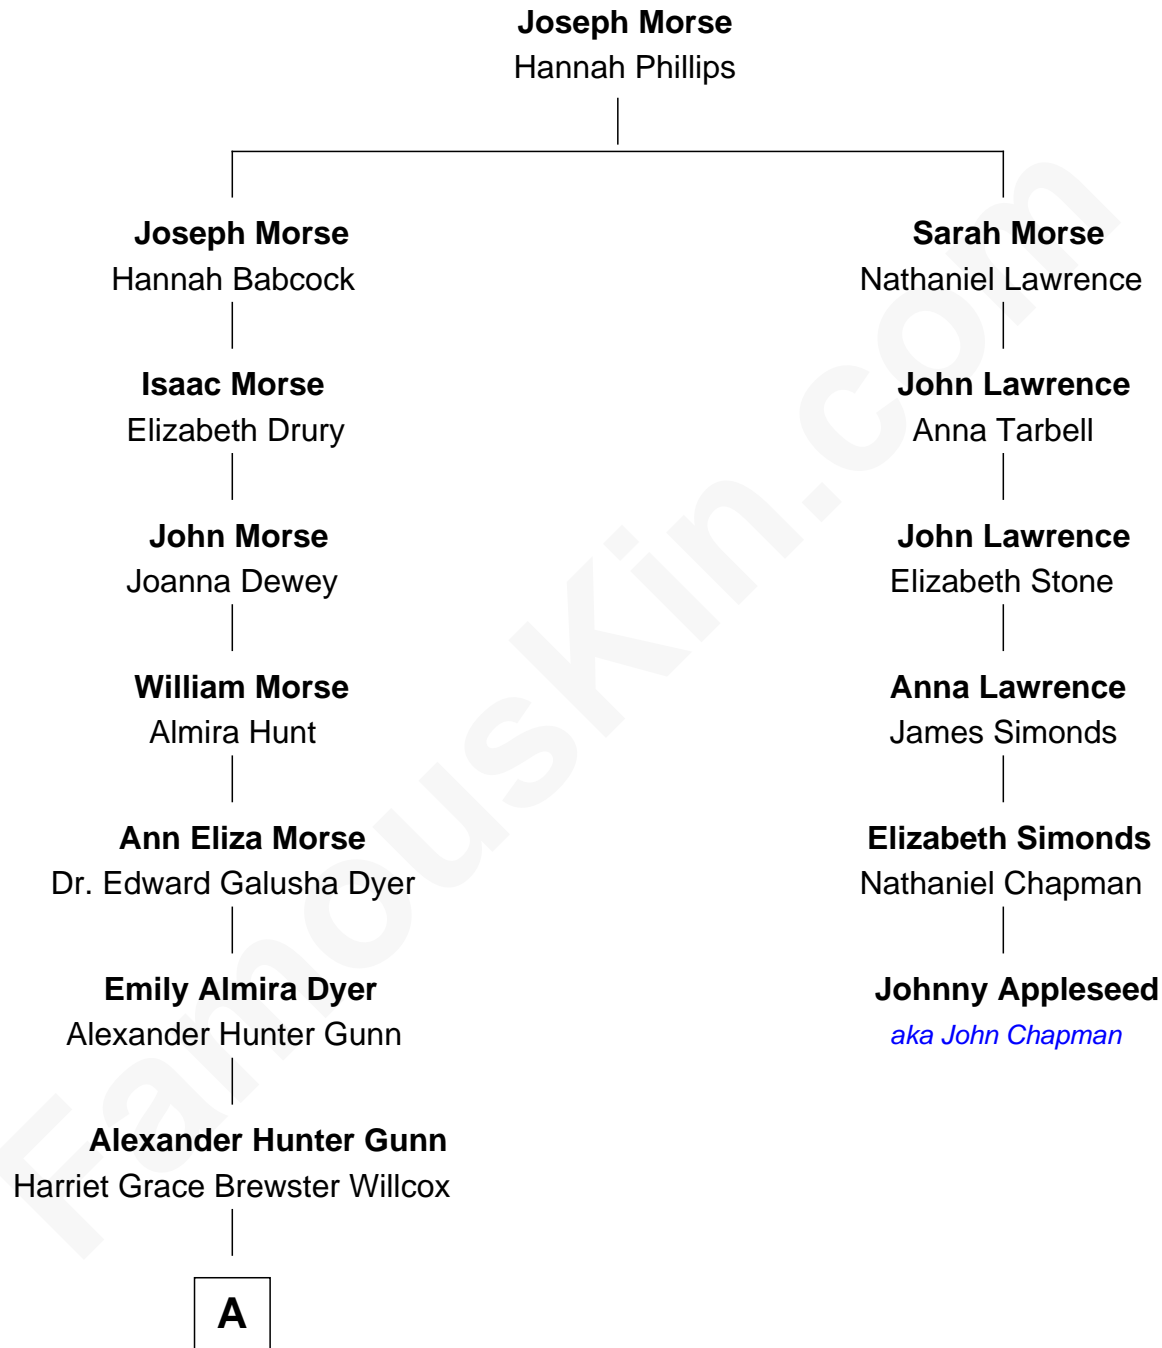 Joseph Morse
Hannah Phillips
Joseph Morse
Hannah Babcock
Isaac Morse
Elizabeth Drury
John Morse
Joanna Dewey
William Morse
Almira Hunt
Ann Eliza Morse
Dr. Edward Galusha Dyer
Emily Almira Dyer
Alexander Hunter Gunn
Alexander Hunter Gunn
Harriet Grace Brewster Willcox
A
Sarah Morse
Nathaniel Lawrence
John Lawrence
Anna Tarbell
John Lawrence
Elizabeth Stone
Anna Lawrence
James Simonds
Elizabeth Simonds
Nathaniel Chapman
Johnny Appleseed
aka John Chapman
FamousKin.com